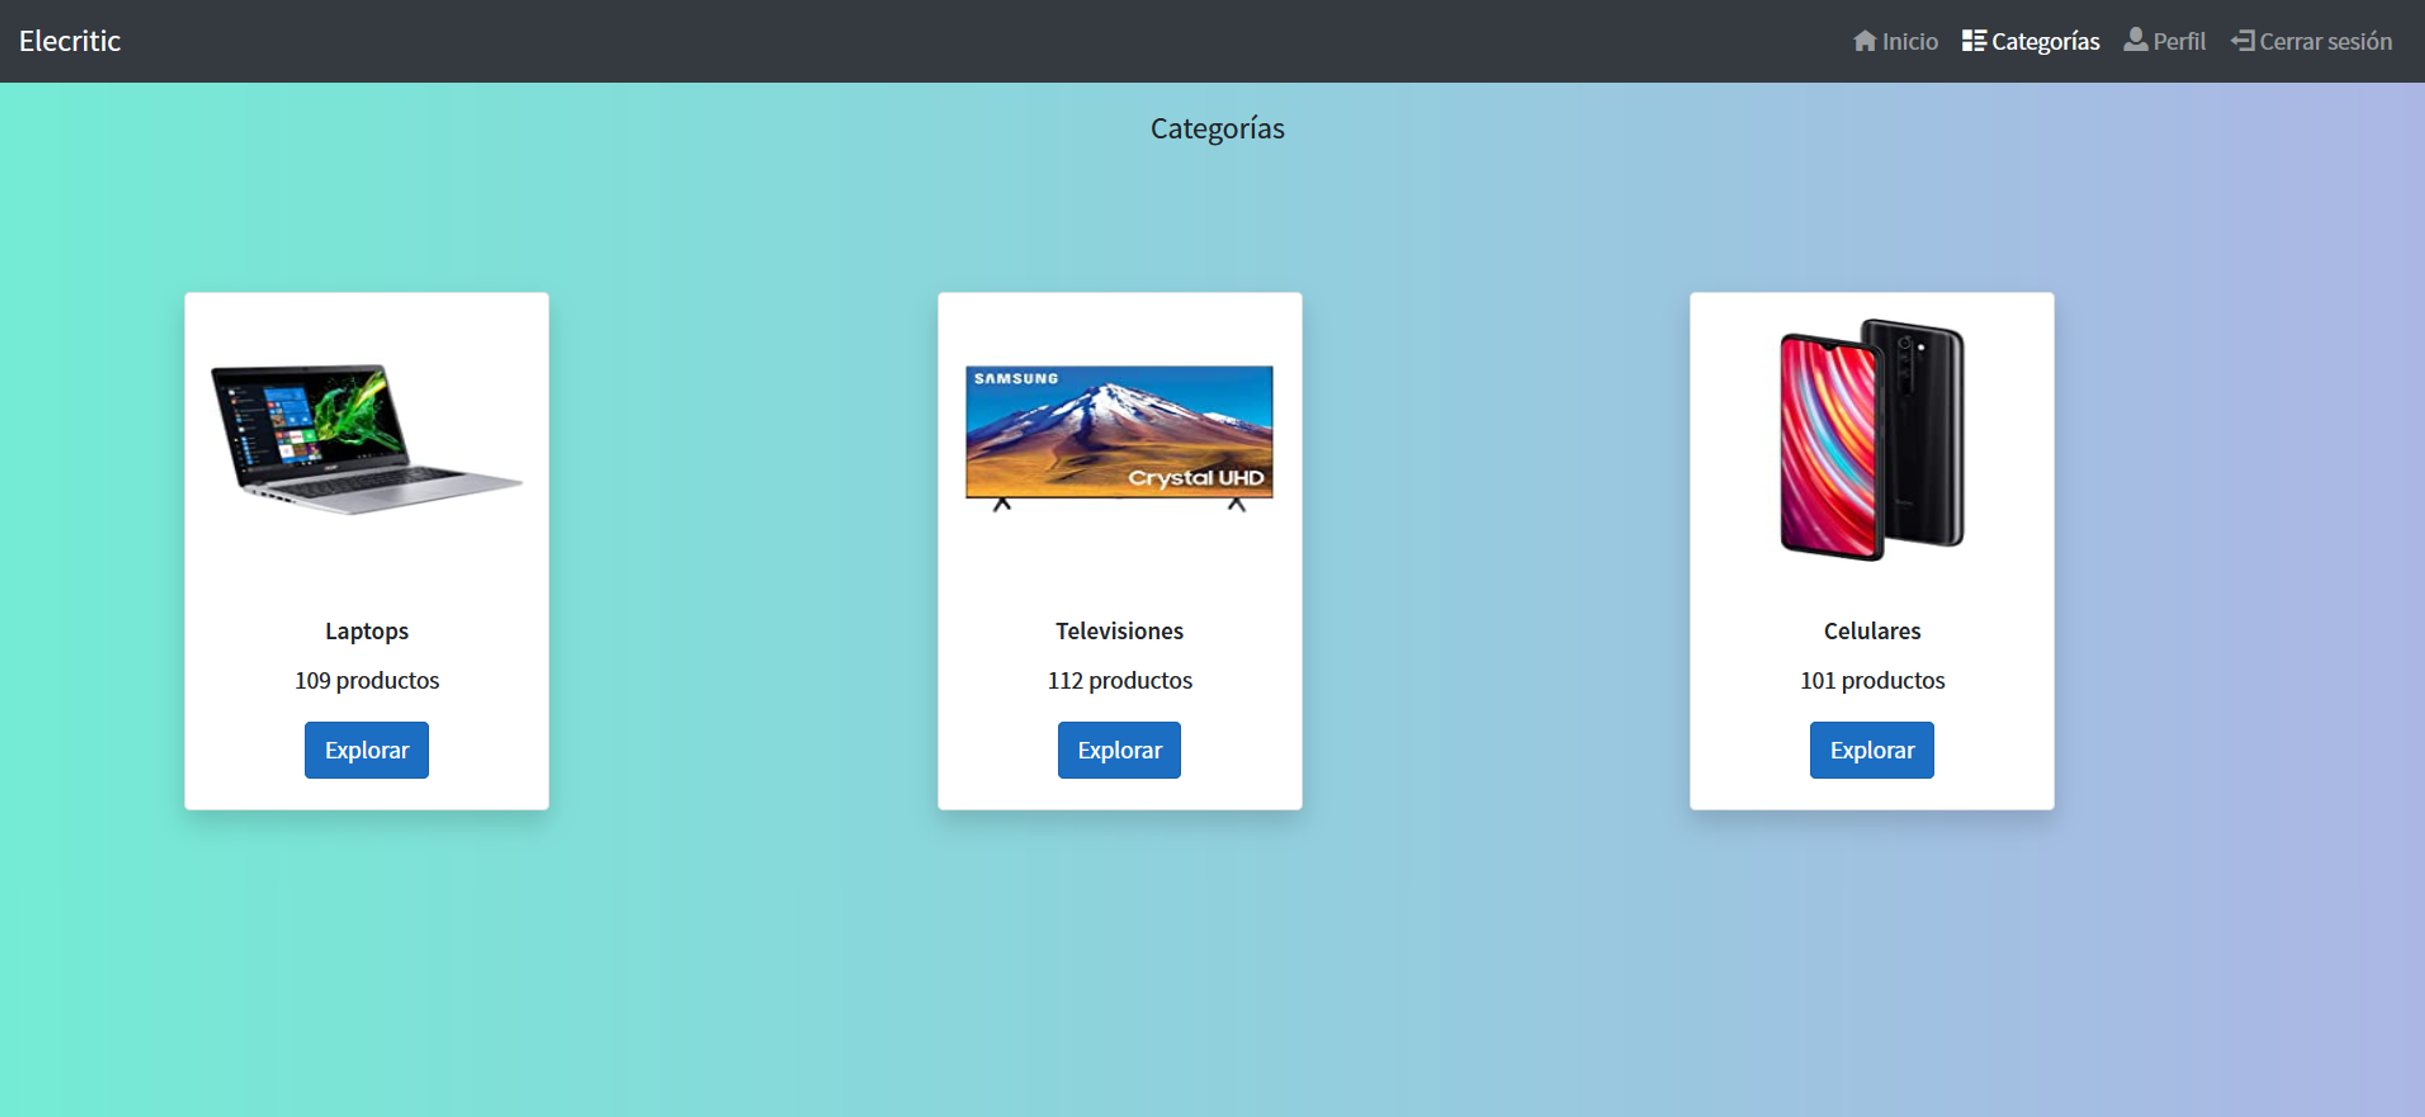 Elecritic
Inicio Categorías Perfil Cerrar sesión
Categorías
SAMSUNG
Crystal UHD
Laptops
109 productos
Explorar
Televisiones
112 productos
Explorar
Celulares
101 productos
Explorar